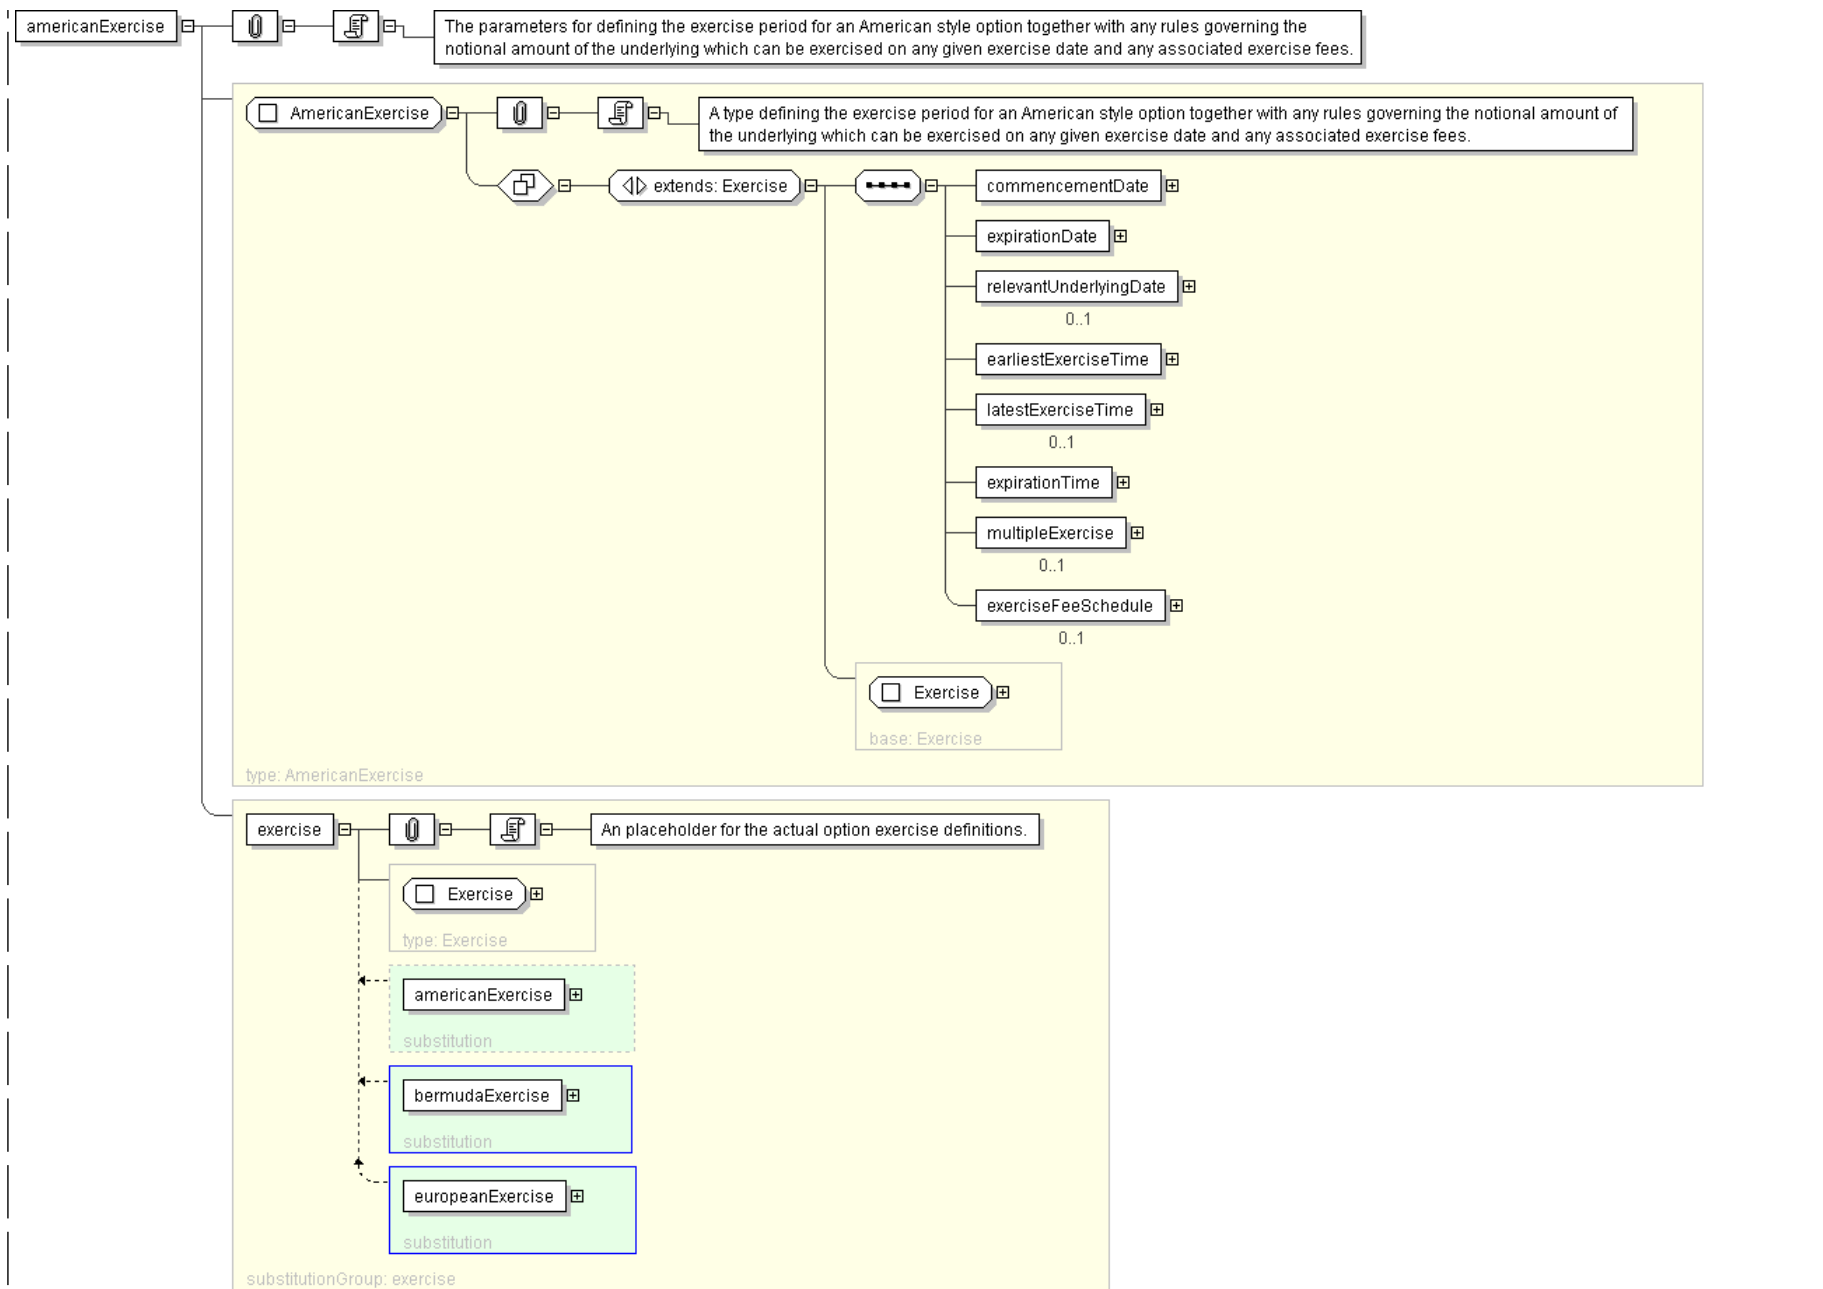 americanExercise
The parameters for defining the exercise period for an American style option together with any rules governing the
notional amount of the underlying which can be exercised on any given exercise date and any associated exercise fees.
AmericanExercise
A type defining the exercise period for an American style option together with any rules governing the notional amount of
the underlying which can be exercised on any given exercise date and any associated exercise fees.
extends: Exercise
commencementDate
expirationDate
relevantUnderlyingDate
0..1
earliestExerciseTime
latestExerciseTime
0..1
expirationTime
multipleExercise
0..1
exerciseFeeSchedule
0..1
Exercise
base: Exercise
type: AmericanExercise
exercise
An placeholder for the actual option exercise definitions.
Exercise
type: Exercise
americanExercise
substitution
bermudaExercise
substitution
europeanExercise
substitution
substitutionGroup: exercise